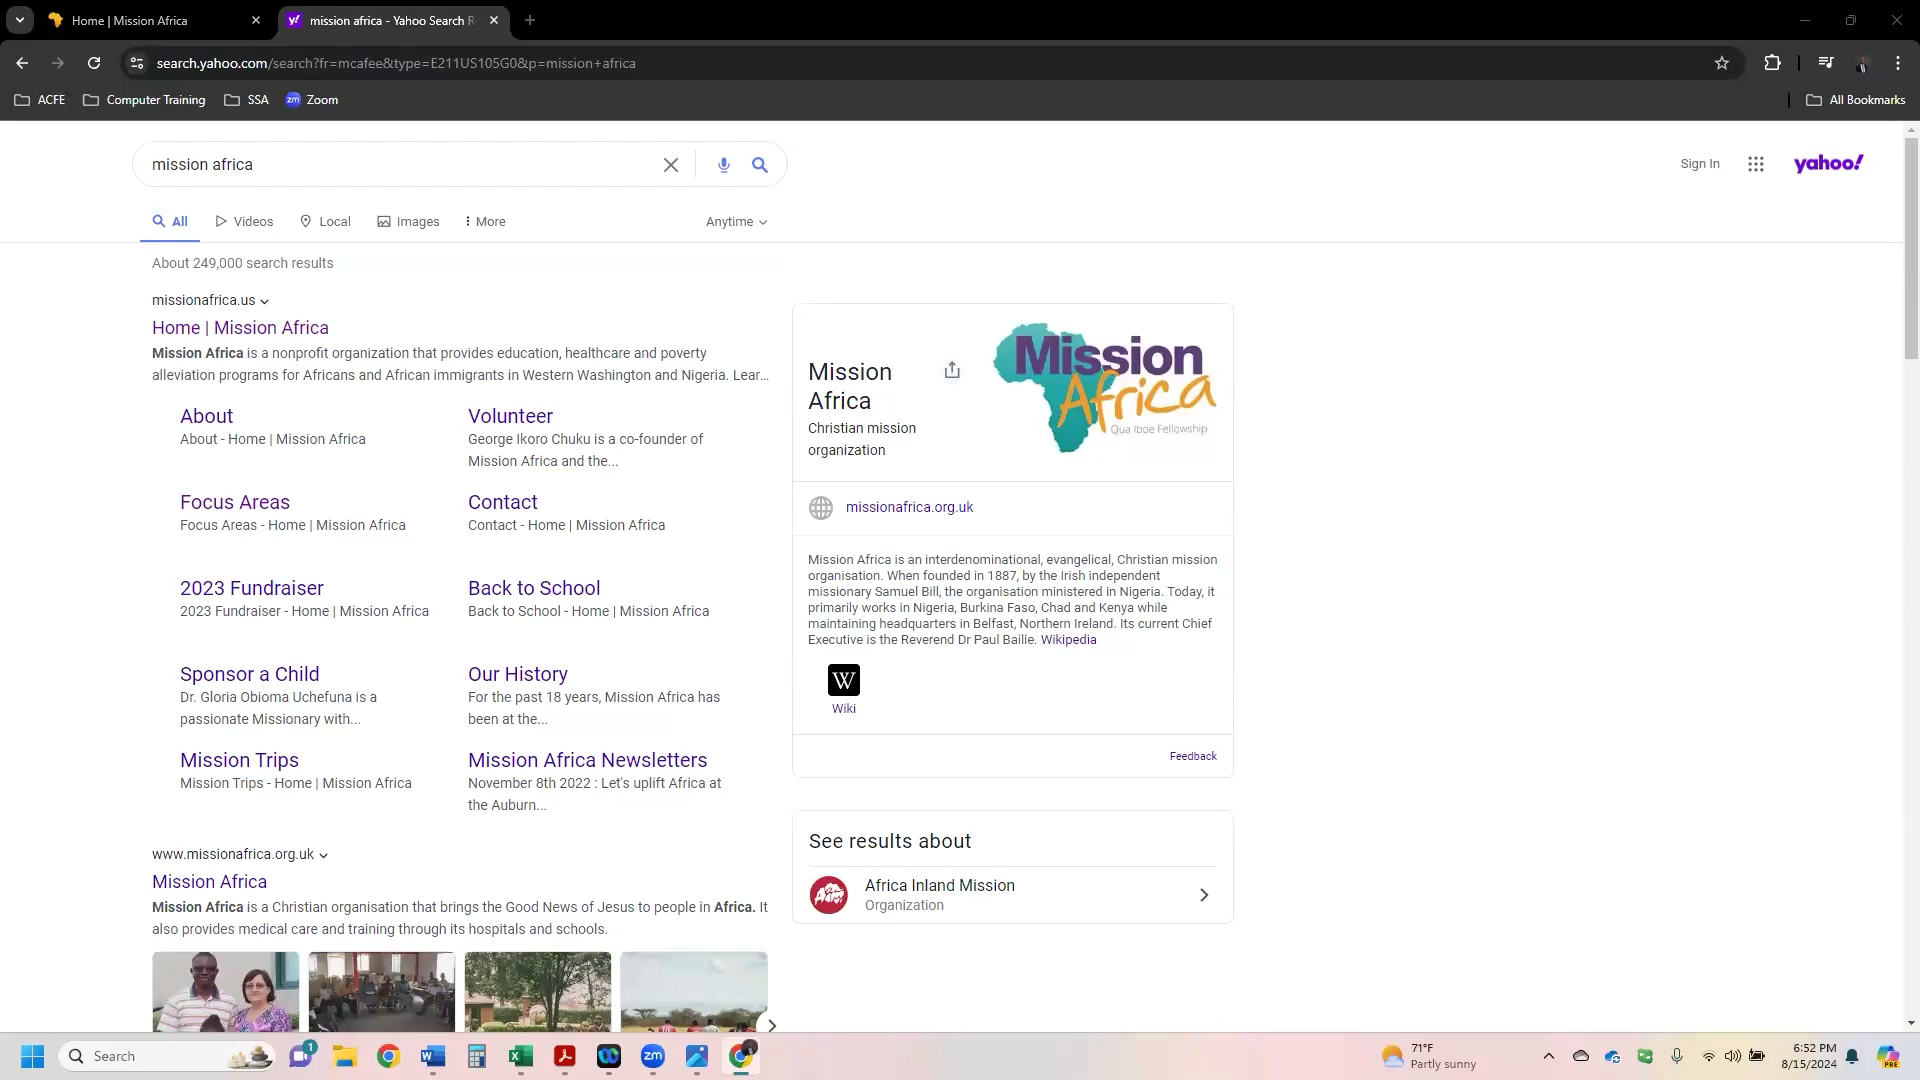 Home | Mission Africa
mission africa - Yahoo Search R
search.yahoo.com/search?fr=mcafee&type=E211US105G0&p=mission+africa
ACFE
Computer Training
SSA
zm Zoom
All Bookmarks
mission africa
Sign In
yahoo!
All
Videos
Local
Images
More
Anytime
About 249,000 search results
missionafrica.us
Home | Mission Africa
Mission Africa is a nonprofit organization that provides education, healthcare and poverty
alleviation programs for Africans and African immigrants in Western Washington and Nigeria. Lear...
About
About - Home | Mission Africa
Volunteer
George Ikoro Chuku is a co-founder of
Mission Africa and the...
Focus Areas
Focus Areas - Home | Mission Africa
Contact
Contact - Home | Mission Africa
2023 Fundraiser
2023 Fundraiser - Home | Mission Africa
Back to School
Back to School - Home | Mission Africa
Sponsor a Child
Dr. Gloria Obioma Uchefuna is a
passionate Missionary with...
Our History
For the past 18 years, Mission Africa has
been at the...
Mission Trips
Mission Trips - Home | Mission Africa
Mission Africa Newsletters
November 8th 2022 : Let's uplift Africa at
the Auburn...
www.missionafrica.org.uk
Mission Africa
Mission Africa is a Christian organisation that brings the Good News of Jesus to people in Africa. It
also provides medical care and training through its hospitals and schools.
Mission
Africa
Christian mission
organization
Mission
Africa
Qua Iboe Fellowship
missionafrica.org.uk
Mission Africa is an interdenominational, evangelical, Christian mission
organisation. When founded in 1887, by the Irish independent
missionary Samuel Bill, the organisation ministered in Nigeria. Today, it
primarily works in Nigeria, Burkina Faso, Chad and Kenya while
maintaining headquarters in Belfast, Northern Ireland. Its current Chief
Executive is the Reverend Dr Paul Bailie. Wikipedia
W
Wiki
Feedback
See results about
Africa Inland Mission
Organization
Search
1
zm
71°F
Partly sunny
6:52 PM
8/15/2024
PRE